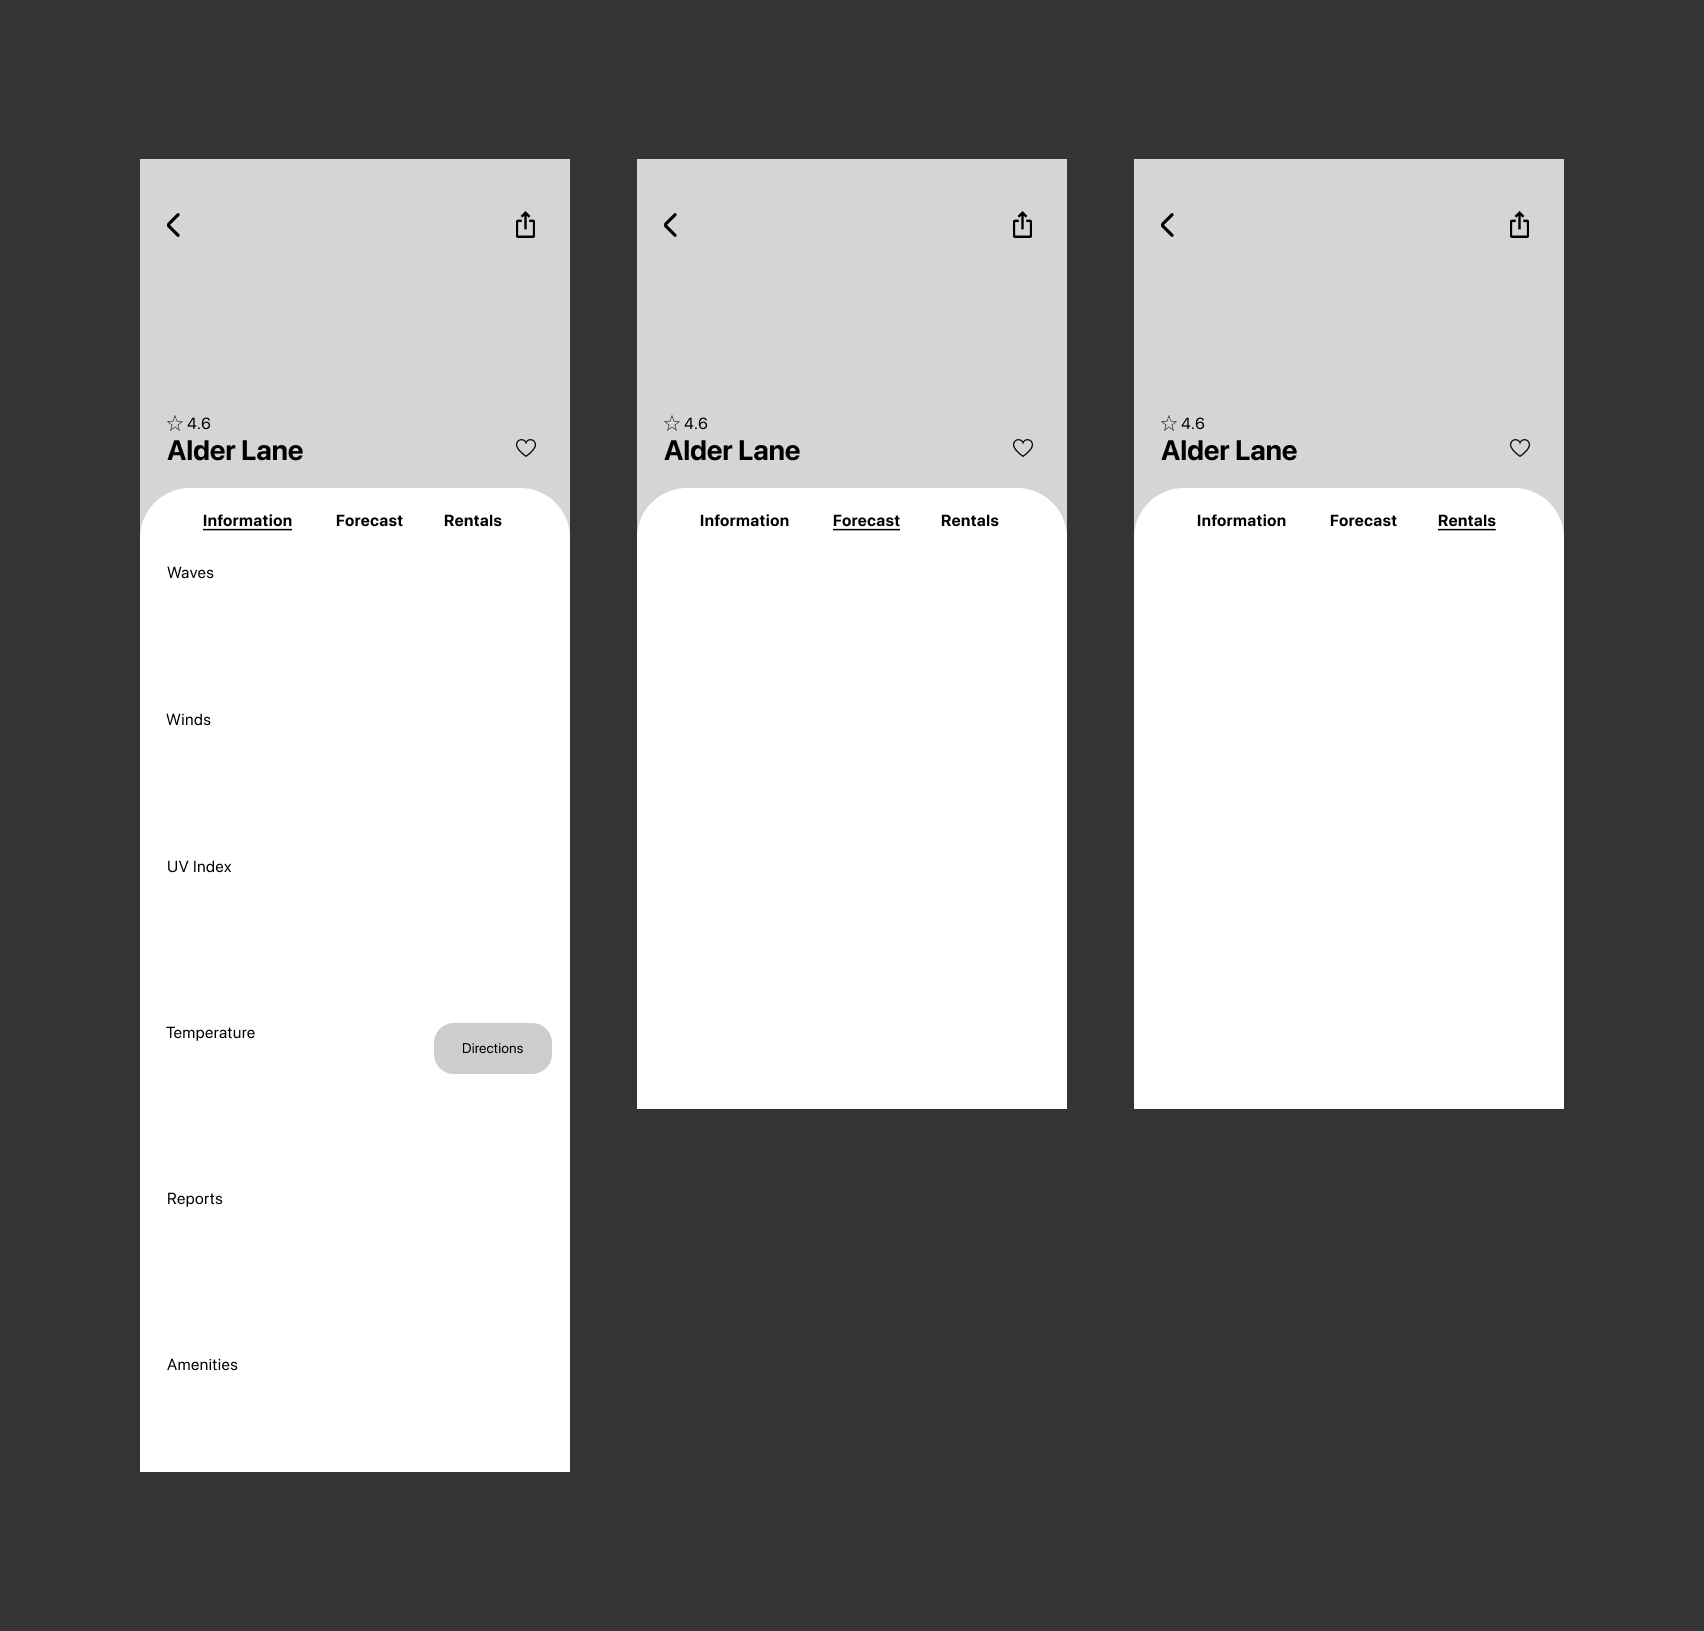 4.6
Alder Lane
Information Forecast Rentals
Waves
Winds
UV Index
Temperature
Directions
Reports
Amenities
4.6
Alder Lane
Information Forecast Rentals
4.6
Alder Lane
Information Forecast Rentals